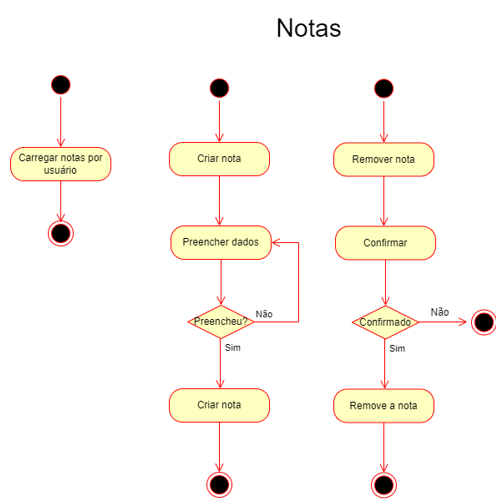 Notas
Carregar notas por
usuário
Criar nota
Preencher dados
Preencheu?
Não
Sim
Criar nota
Remover nota
Confirmar
Confirmado
Não
Sim
Remove a nota